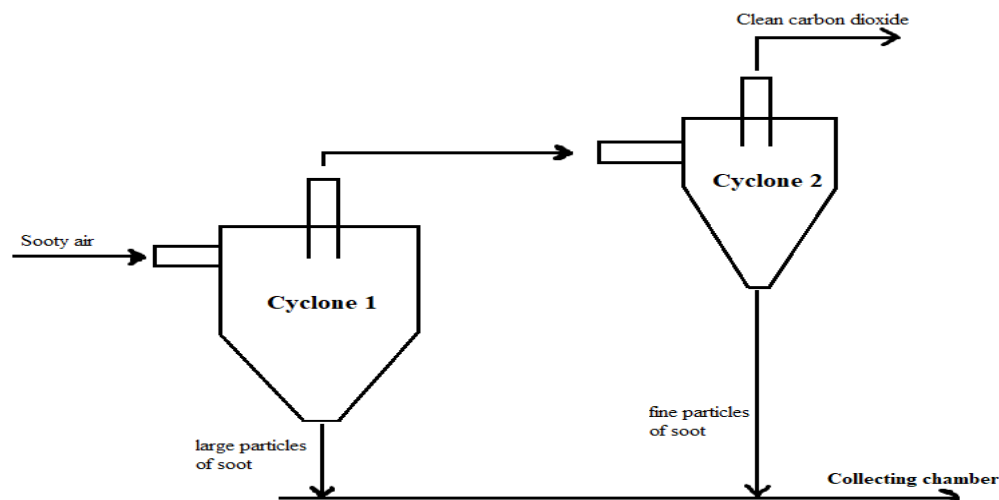 Clean carbon dioxide
Cyclone 2
Sooty air
Cyclone 1
fine particles
of soot
large particles
of soot
Collecting chamber